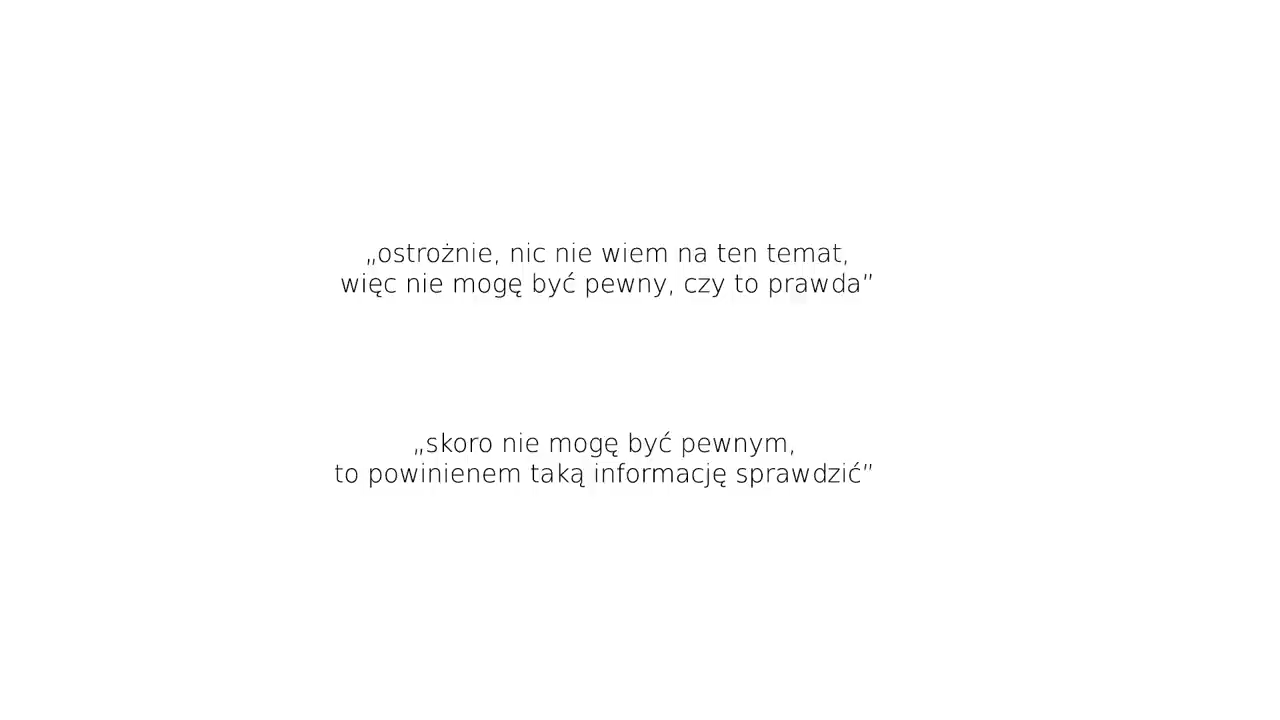 „ostrożnie, nic nie wiem na ten temat,
więc nie mogę być pewny, czy to prawda”
„skoro nie mogę być pewnym,
to powinienem taką informację sprawdzić”